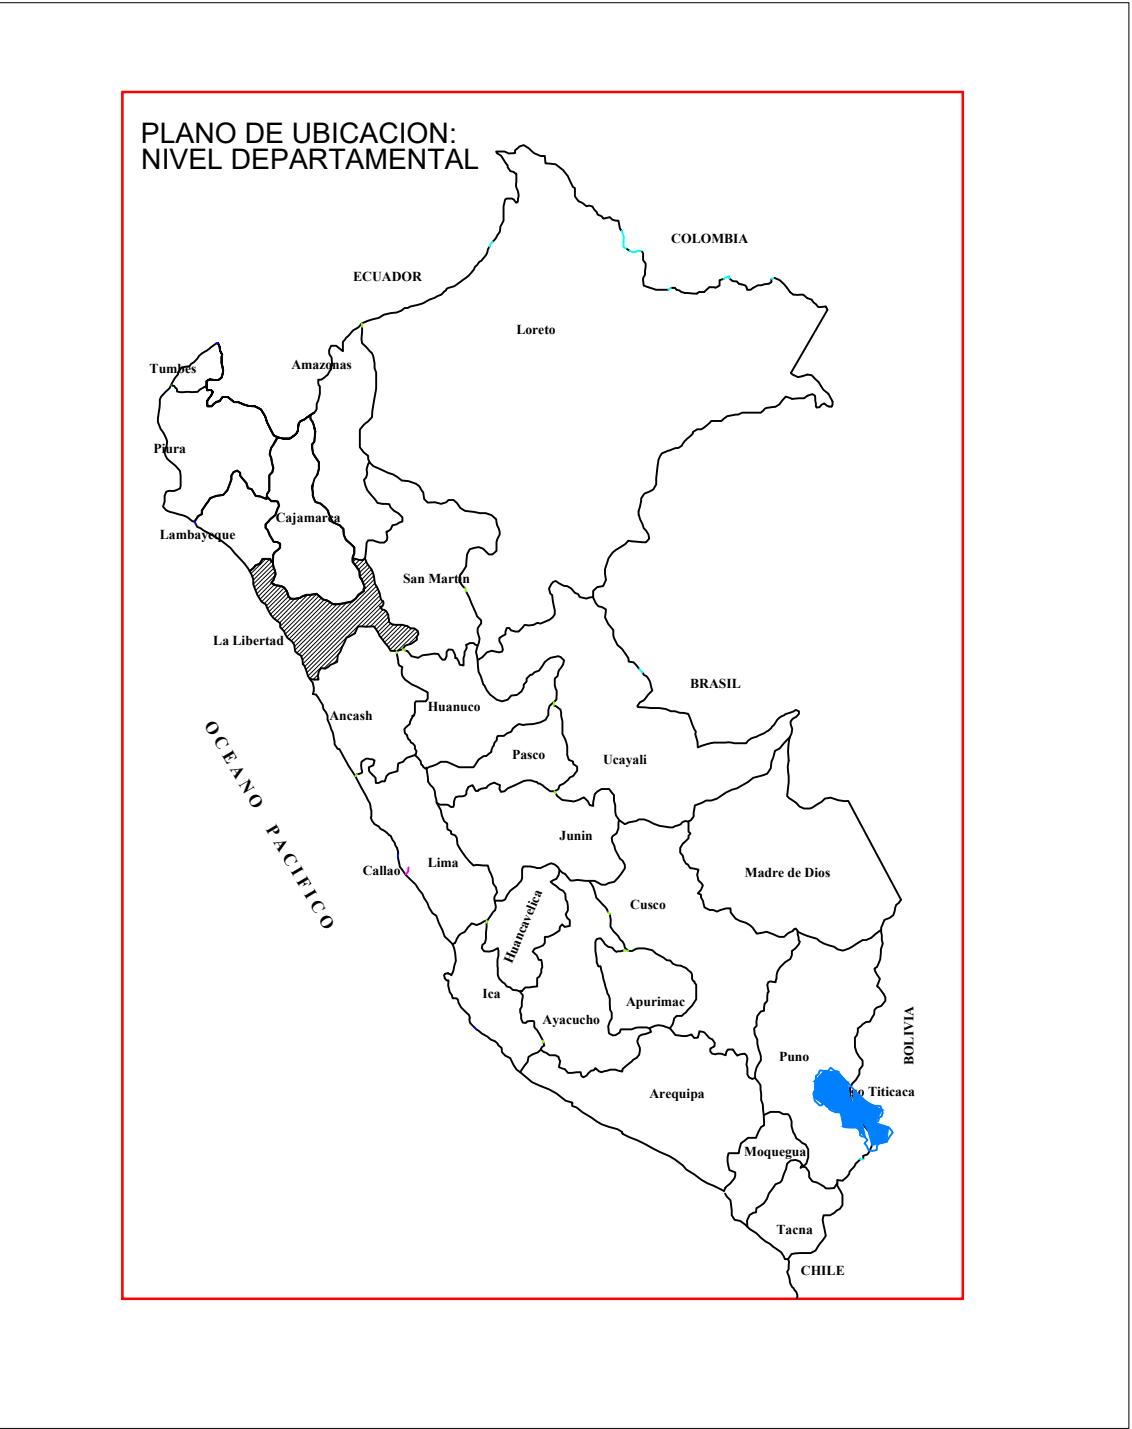 PLANO DE UBICACION:
NIVEL DEPARTAMENTAL
COLOMBIA
ECUADOR
Loreto
Tumbes
Amazonas
Piura
Cajamarca
Lambayeque
San Martin
La Libertad
BRASIL
Huanuco
Ancash
Pasco
Ucayali
OCEANO PACIFICO
Junin
Lima
Callao
Madre de Dios
Cusco
Huancavelica
Ica
Apurimac
Ayacucho
BOLIVIA
Puno
Titicaca
Arequipa
Moquegua
Tacna
CHILE